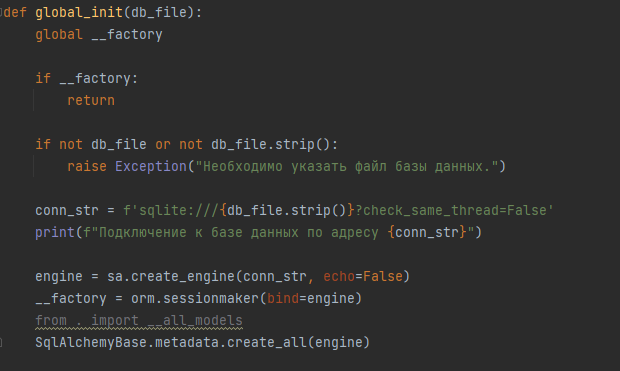 def global_init(db_file):
    global __factory
    if __factory:
        return
    if not db_file or not db_file.strip():
        raise Exception("Необходимо указать файл базы данных.")
    conn_str = f'sqlite:///{db_file.strip()}?check_same_thread=False'
    print(f"Подключение к базе данных по адресу {conn_str}")
    engine = sa.create_engine(conn_str, echo=False)
    __factory = orm.sessionmaker(bind=engine)
    from . import __all_models
    SqlAlchemyBase.metadata.create_all(engine)